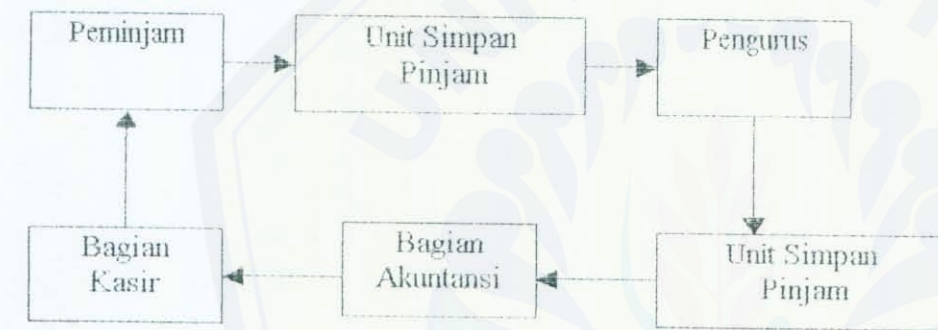 Peminjam
Unit Simpan
Pinjam
Pengurus
Bagian
Kasir
Bagian
Akuntansi
Unit Simpan
Pinjam